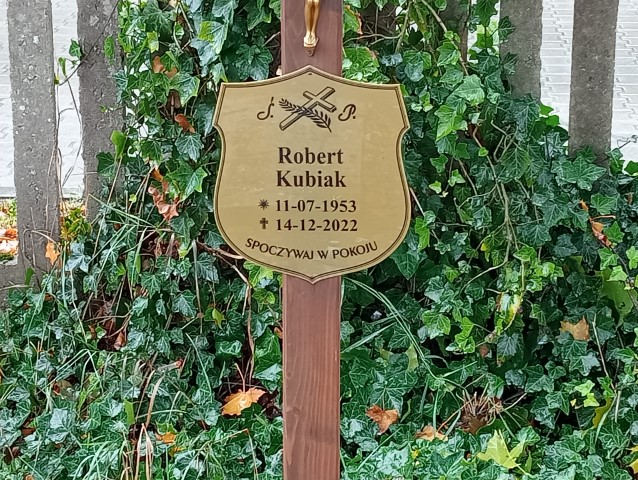 Ś. P.
Robert
Kubiak
✴ 11-07-1953
✝ 14-12-2022
SPOCZYWAJ W POKOJU